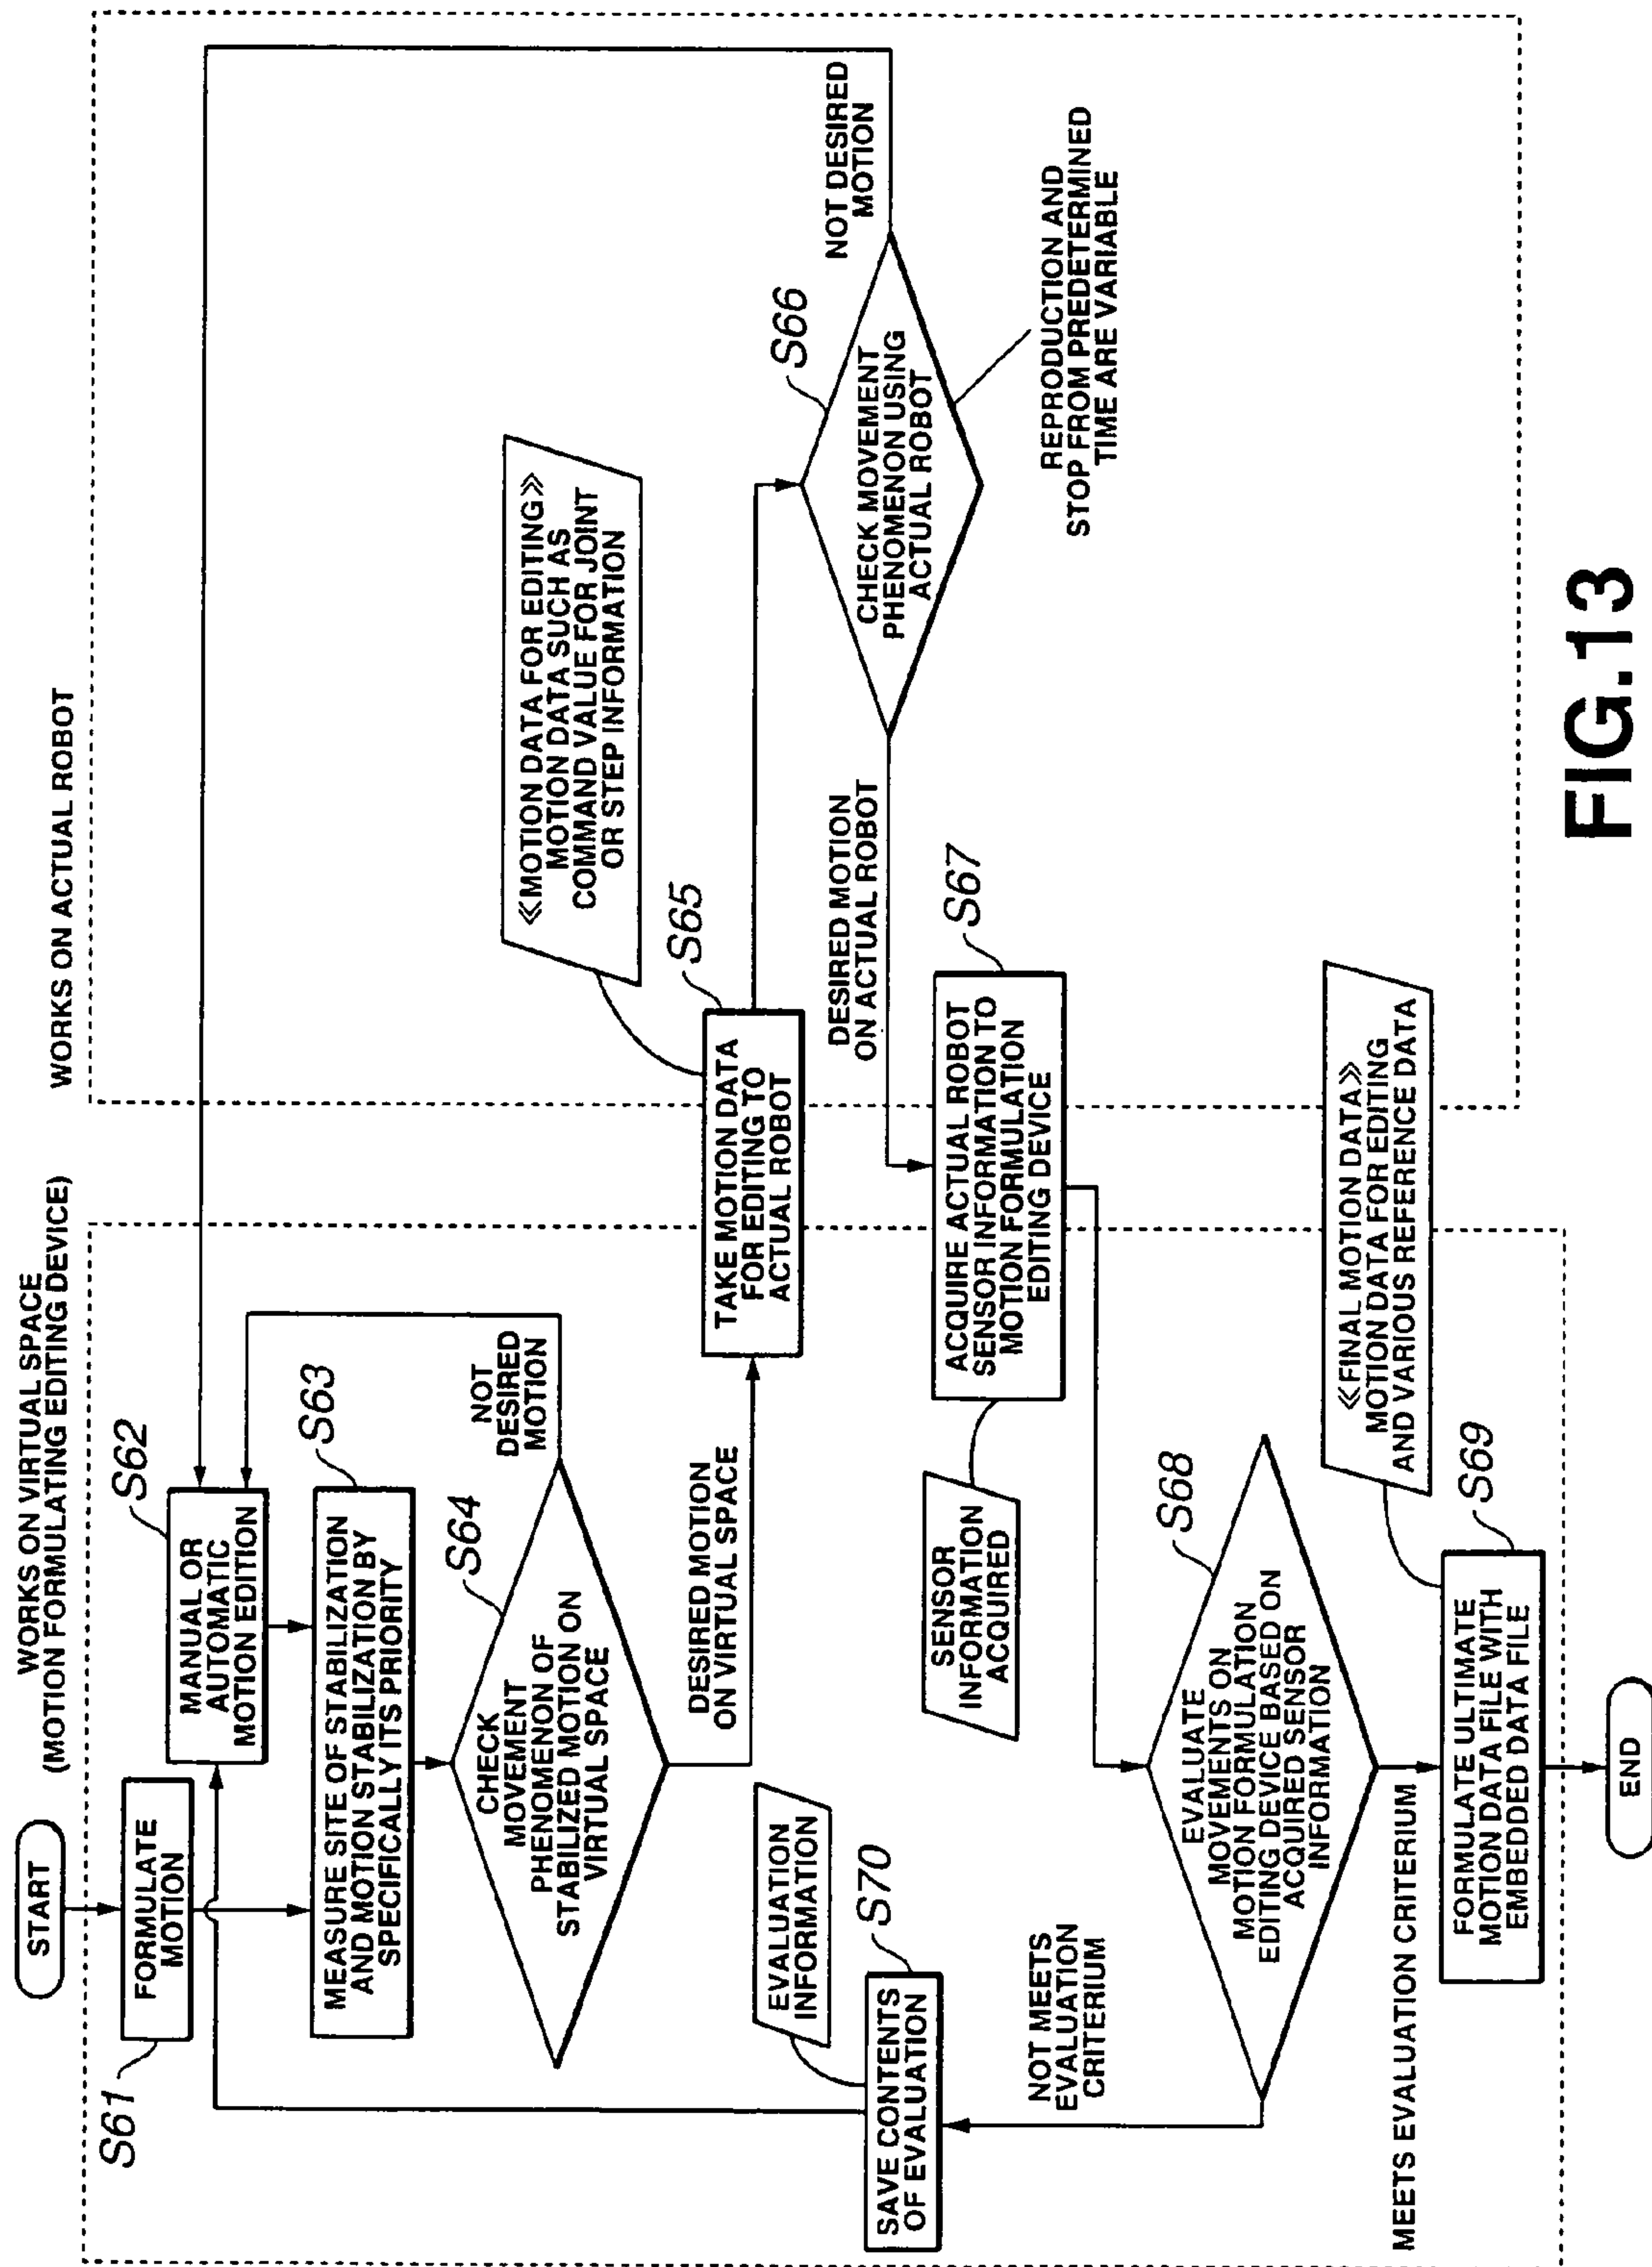 WORKS ON VIRTUAL SPACE
(MOTION FORMULATING EDITING DEVICE)
WORKS ON ACTUAL ROBOT
START
S61
FORMULATE
MOTION
S62
MANUAL OR
AUTOMATIC
MOTION EDITION
S63
MEASURE SITE OF STABILIZATION
AND MOTION STABILIZATION BY
SPECIFICALLY ITS PRIORITY
S64
CHECK
MOVEMENT
PHENOMENON OF
STABILIZED MOTION ON
VIRTUAL SPACE
NOT
DESIRED
MOTION
DESIRED MOTION
ON VIRTUAL SPACE
≪MOTION DATA FOR EDITING≫
MOTION DATA SUCH AS
COMMAND VALUE FOR JOINT
OR STEP INFORMATION
S65
TAKE MOTION DATA
FOR EDITING TO
ACTUAL ROBOT
S66
CHECK MOVEMENT
PHENOMENON USING
ACTUAL ROBOT
NOT DESIRED
MOTION
REPRODUCTION AND
STOP FROM PREDETERMINED
TIME ARE VARIABLE
DESIRED MOTION
ON ACTUAL ROBOT
S67
ACQUIRE ACTUAL ROBOT
SENSOR INFORMATION TO
MOTION FORMULATION
EDITING DEVICE
SENSOR
INFORMATION
ACQUIRED
EVALUATION
INFORMATION
S70
SAVE CONTENTS
OF EVALUATION
NOT MEETS
EVALUATION
CRITERIUM
S68
EVALUATE
MOVEMENTS ON
MOTION FORMULATION
EDITING DEVICE BASED ON
ACQUIRED SENSOR
INFORMATION
MEETS EVALUATION CRITERIUM
≪FINAL MOTION DATA≫
MOTION DATA FOR EDITING
AND VARIOUS REFERENCE DATA
S69
FORMULATE ULTIMATE
MOTION DATA FILE WITH
EMBEDDED DATA FILE
END
FIG.13